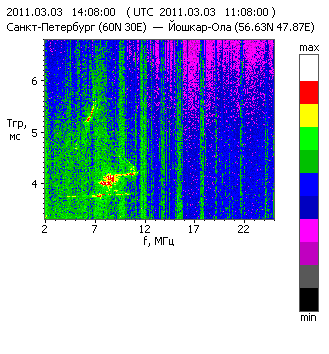 2011.03.03 14:08:00 ( UTC 2011.03.03 11:08:00 )
Санкт-Петербург (60N 30E) — Йошкар-Ола (56.63N 47.87E)
max
6
Тгр,
мс
5
4
2 7 12 17 22
f, МГц
min